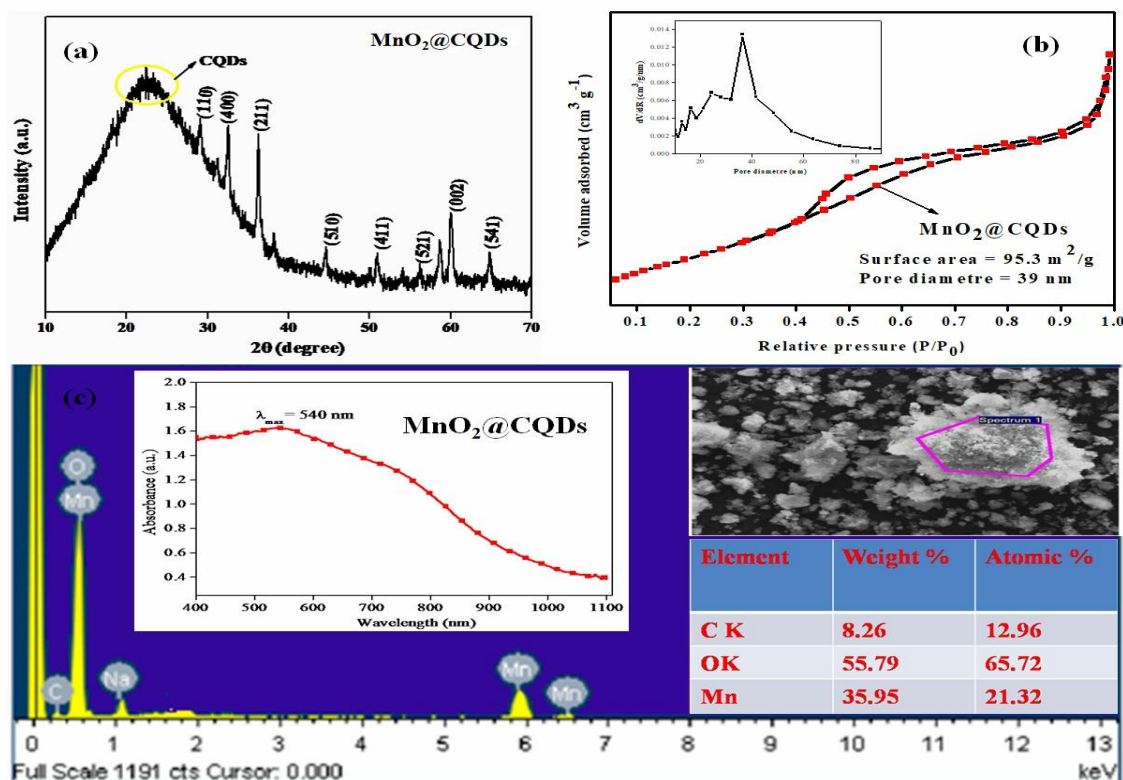 (a)
MnO2@CQDs
CQDs
(110)
(400)
(211)
(510)
(411)
(521)
(002)
(541)
Intensity (a.u.)
10 20 30 40 50 60 70
2θ (degree)
(b)
0.014
0.012
0.010
0.008
0.006
0.004
0.002
0.000
dV/dR (cm3/g/nm)
20 40 60 80
Pore diametre (nm)
Volume adsorbed (cm3 g-1)
MnO2@CQDs
Surface area = 95.3 m2/g
Pore diametre = 39 nm
0.1 0.2 0.3 0.4 0.5 0.6 0.7 0.8 0.9 1.0
Relative pressure (P/P0)
(c)
2.0
1.8
1.6
1.4
1.2
1.0
0.8
0.6
0.4
Absorbance (a.u.)
λmax = 540 nm
MnO2@CQDs
400 500 600 700 800 900 1000 1100
Wavelength (nm)
O
Mn
C
Na
Mn
Mn
Spectrum 1
Element Weight % Atomic %
C K 8.26 12.96
OK 55.79 65.72
Mn 35.95 21.32
0 1 2 3 4 5 6 7 8 9 10 11 12 13
Full Scale 1191 cts Cursor: 0.000 keV